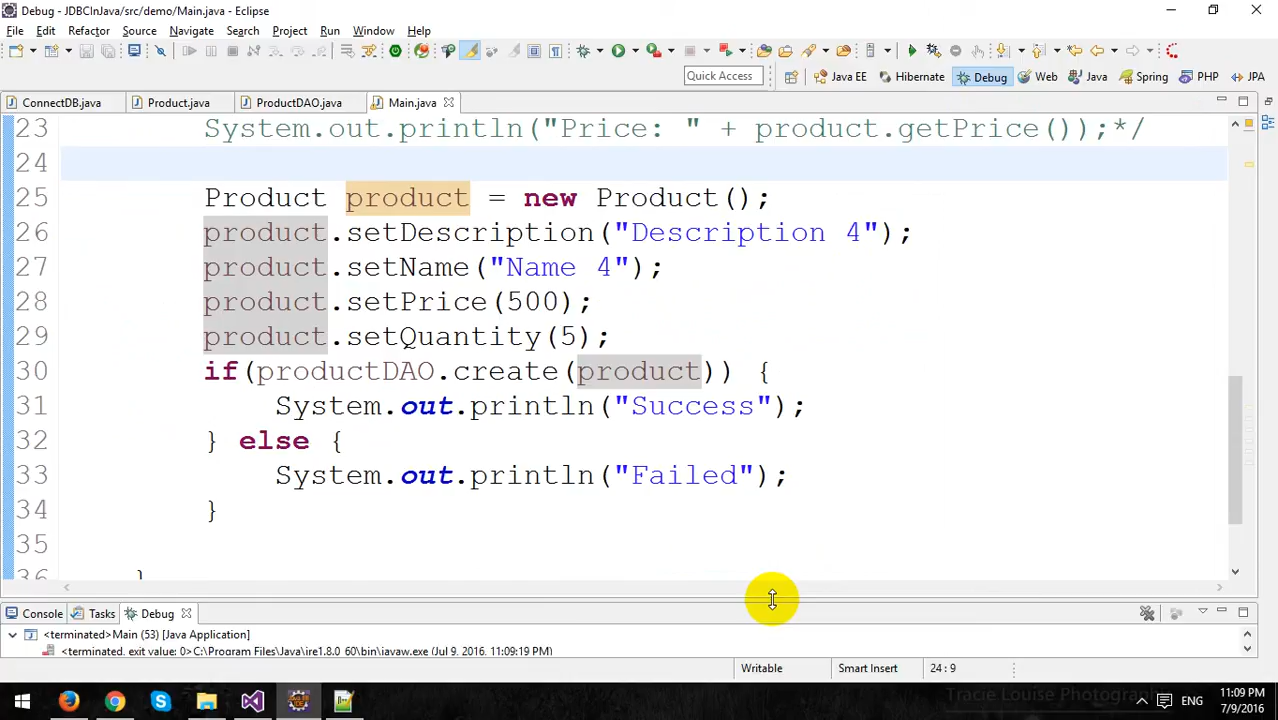 Debug - JDBCInJava/src/demo/Main.java - Eclipse
File Edit Refactor Source Navigate Search Project Run Window Help
Quick Access Java EE Hibernate Debug Web Java Spring PHP JPA
ConnectDB.java Product.java ProductDAO.java Main.java
23 System.out.println("Price: " + product.getPrice());*/
24
25 Product product = new Product();
26 product.setDescription("Description 4");
27 product.setName("Name 4");
28 product.setPrice(500);
29 product.setQuantity(5);
30 if(productDAO.create(product)) {
31 System.out.println("Success");
32 } else {
33 System.out.println("Failed");
34 }
35
36 }
Console Tasks Debug
<terminated>Main (53) [Java Application]
<terminated, exit value: 0>C:\Program Files\Java\jre1.8.0_60\bin\javaw.exe (Jul 9, 2016, 11:09:19 PM)
Writable Smart Insert 24 : 9
Tracie Louise Photography
ENG 11:09 PM
7/9/2016